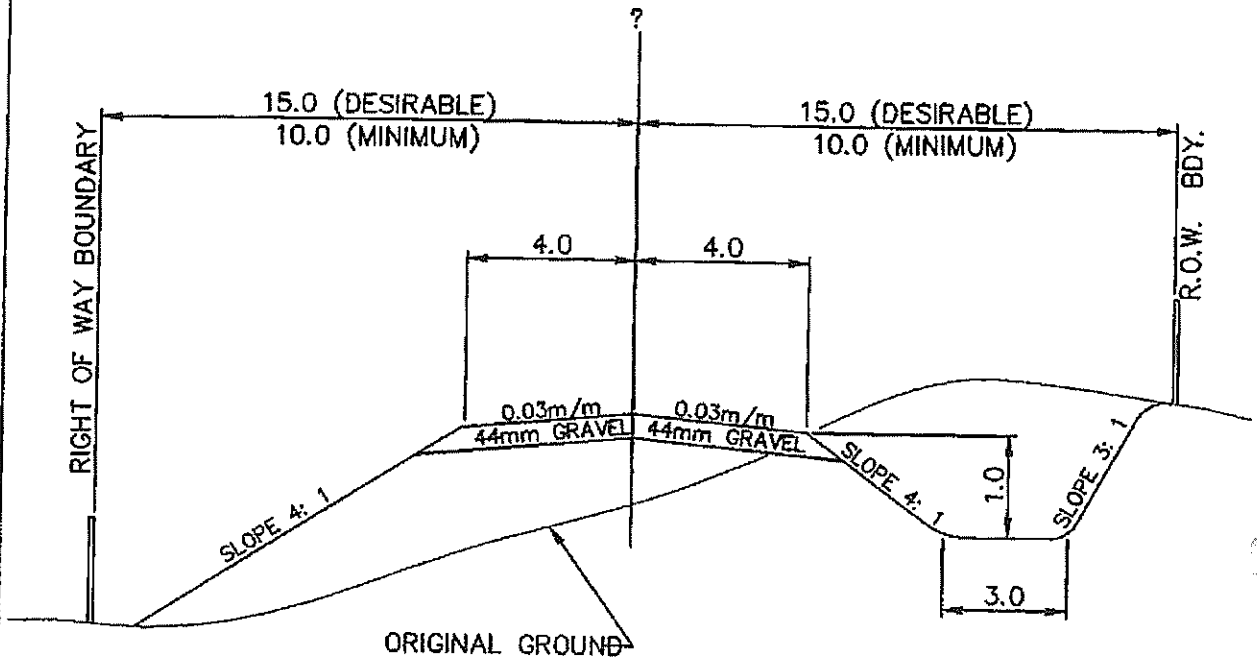 ?
15.0 (DESIRABLE)
10.0 (MINIMUM)
15.0 (DESIRABLE)
10.0 (MINIMUM)
RIGHT OF WAY BOUNDARY
R.O.W. BDY.
4.0
4.0
0.03m/m
0.03m/m
44mm GRAVEL
44mm GRAVEL
SLOPE 4: 1
SLOPE 4: 1
1.0
SLOPE 3: 1
3.0
ORIGINAL GROUND